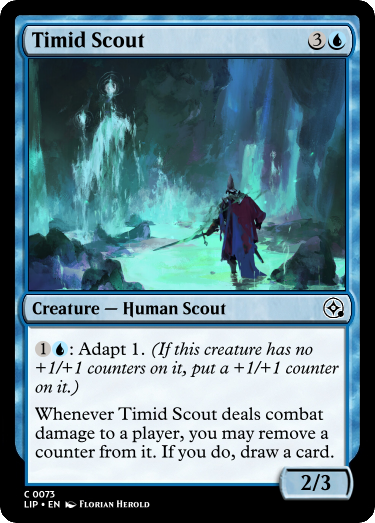 Timid Scout 3
Creature — Human Scout
1: Adapt 1. (If this creature has no
+1/+1 counters on it, put a +1/+1 counter
on it.)
Whenever Timid Scout deals combat
damage to a player, you may remove a
counter from it. If you do, draw a card.
2/3
C 0073
LIP • EN Florian Herold